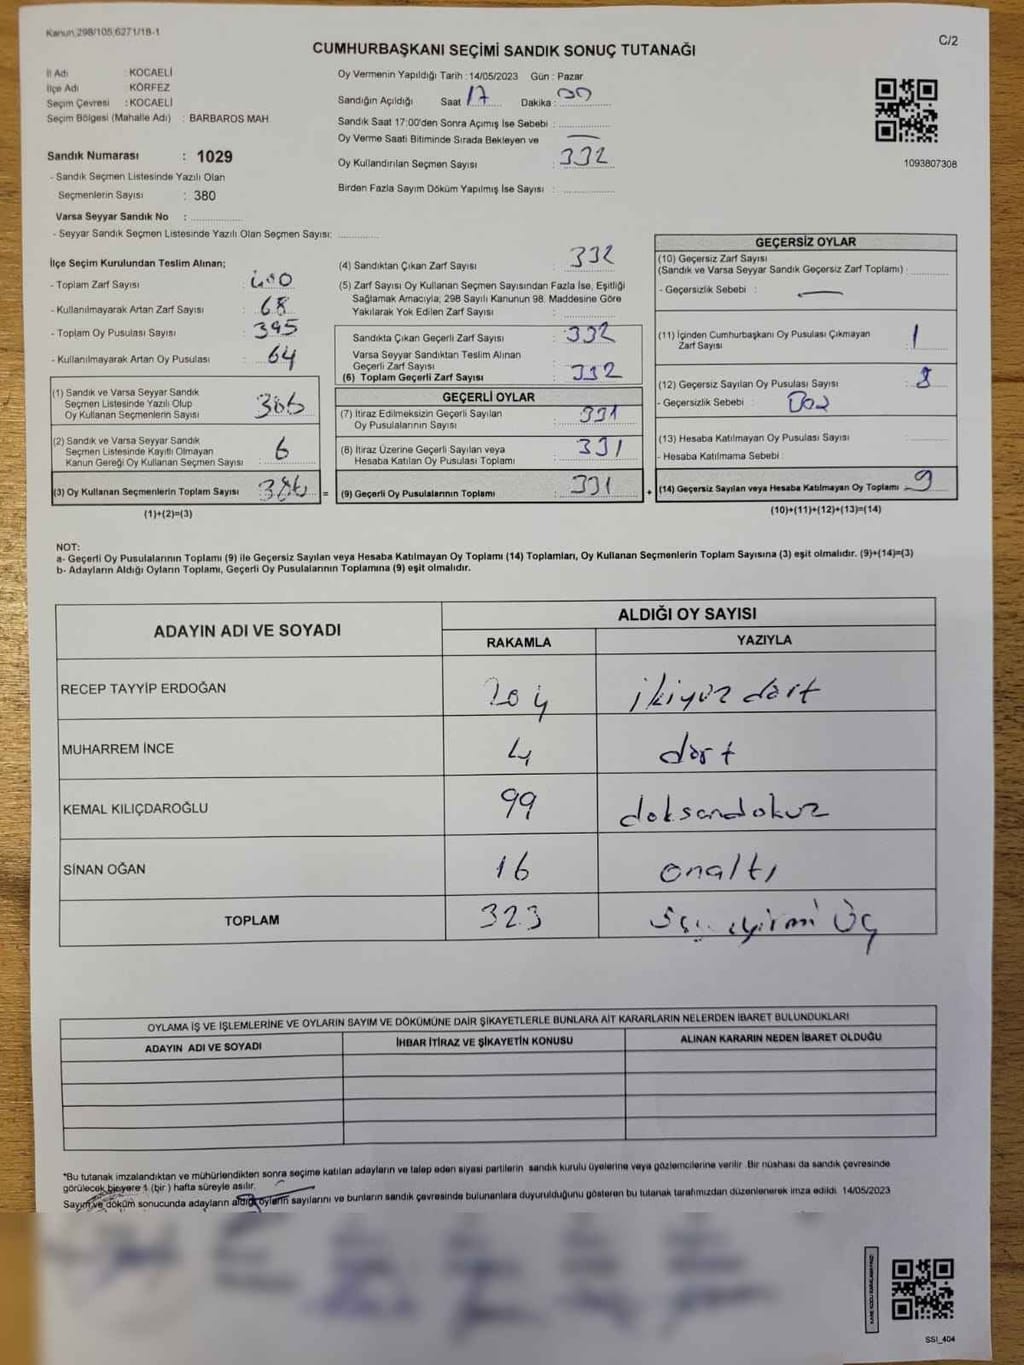 Kanun,298/105,6271/18-1
C/2
CUMHURBAŞKANI SEÇİMİ SANDIK SONUÇ TUTANAĞI
İl Adı : KOCAELİ
İlçe Adı : KÖRFEZ
Seçim Çevresi : KOCAELİ
Seçim Bölgesi (Mahalle Adı) : BARBAROS MAH
Sandık Numarası : 1029
- Sandık Seçmen Listesinde Yazılı Olan
Seçmenlerin Sayısı : 380
Varsa Seyyar Sandık No :
- Seyyar Sandık Seçmen Listesinde Yazılı Olan Seçmen Sayısı:
Oy Vermenin Yapıldığı Tarih : 14/05/2023 Gün : Pazar
Sandığın Açıldığı Saat 17 Dakika : 00
Sandık Saat 17:00'den Sonra Açımış İse Sebebi :
Oy Verme Saati Bitiminde Sırada Bekleyen ve
Oy Kullandırılan Seçmen Sayısı : 332
Birden Fazla Sayım Döküm Yapılmış İse Sayısı :
1093807308
İlçe Seçim Kurulundan Teslim Alınan;
- Toplam Zarf Sayısı : 400
- Kullanılmayarak Artan Zarf Sayısı : 68
- Toplam Oy Pusulası Sayısı : 395
- Kullanılmayarak Artan Oy Pusulası : 64
(1) Sandık ve Varsa Seyyar Sandık
Seçmen Listesinde Yazılı Olup
Oy Kullanan Seçmenlerin Sayısı : 386
(2) Sandık ve Varsa Seyyar Sandık
Seçmen Listesinde Kayıtlı Olmayan
Kanun Gereği Oy Kullanan Seçmen Sayısı : 6
(3) Oy Kullanan Seçmenlerin Toplam Sayısı : 386 =
(1)+(2)=(3)
(4) Sandıktan Çıkan Zarf Sayısı : 332
(5) Zarf Sayısı Oy Kullanan Seçmen Sayısından Fazla İse, Eşitliği
Sağlamak Amacıyla, 298 Sayılı Kanunun 98. Maddesine Göre
Yakılarak Yok Edilen Zarf Sayısı :
Sandıkta Çıkan Geçerli Zarf Sayısı : 332
Varsa Seyyar Sandıktan Teslim Alınan
Geçerli Zarf Sayısı :
(6) Toplam Geçerli Zarf Sayısı : 332
GEÇERLİ OYLAR
(7) İtiraz Edilmeksizin Geçerli Sayılan
Oy Pusulalarının Sayısı : 331
(8) İtiraz Üzerine Geçerli Sayılan veya
Hesaba Katılan Oy Pusulası Toplamı : 331
(9) Geçerli Oy Pusulalarının Toplamı : 331 +
GEÇERSİZ OYLAR
(10) Geçersiz Zarf Sayısı
(Sandık ve Varsa Seyyar Sandık Geçersiz Zarf Toplamı) :
- Geçersizlik Sebebi :
(11) İçinden Cumhurbaşkanı Oy Pusulası Çıkmayan
Zarf Sayısı : 1
(12) Geçersiz Sayılan Oy Pusulası Sayısı : 8
- Geçersizlik Sebebi :
(13) Hesaba Katılmayan Oy Pusulası Sayısı :
- Hesaba Katılmama Sebebi :
(14) Geçersiz Sayılan veya Hesaba Katılmayan Oy Toplamı 9
(10)+(11)+(12)+(13)=(14)
NOT:
a- Geçerli Oy Pusulalarının Toplamı (9) ile Geçersiz Sayılan veya Hesaba Katılmayan Oy Toplamı (14) Toplamları, Oy Kullanan Seçmenlerin Toplam Sayısına (3) eşit olmalıdır. (9)+(14)=(3)
b- Adayların Aldığı Oyların Toplamı, Geçerli Oy Pusulalarının Toplamına (9) eşit olmalıdır.
ADAYIN ADI VE SOYADI ALDIĞI OY SAYISI
RAKAMLA YAZIYLA
RECEP TAYYİP ERDOĞAN 204 ikiyüz dört
MUHARREM İNCE 4 dört
KEMAL KILIÇDAROĞLU 99 doksandokuz
SİNAN OĞAN 16 onaltı
TOPLAM 323 yirmi üç
OYLAMA İŞ VE İŞLEMLERİNE VE OYLARIN SAYIM VE DÖKÜMÜNE DAİR ŞİKAYETLERLE BUNLARA AİT KARARLARIN NELERDEN İBARET BULUNDUKLARI
ADAYIN ADI VE SOYADI İHBAR İTİRAZ VE ŞİKAYETİN KONUSU ALINAN KARARIN NEDEN İBARET OLDUĞU
*Bu tutanak imzalandıktan ve mühürlendikten sonra seçime katılan adayların ve talep eden siyasi partilerin sandık kurulu üyelerine veya gözlemcilerine verilir. Bir nüshası da sandık çevresinde
görülecek bir yere 1 (bir) hafta süreyle asılır.
Sayım ve döküm sonucunda adayların aldığı oyların sayılarını ve bunların sandık çevresinde bulunanlara duyurulduğunu gösteren bu tutanak tarafımızdan düzenlenerek imza edildi. 14/05/2023
SSI_404